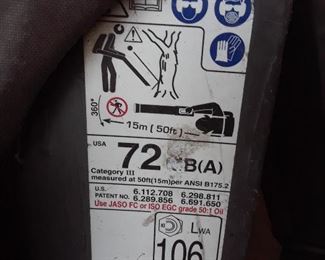 360°
15m (50ft)
USA
72 B(A)
Category III
measured at 50ft(15m)per ANSI B175.2
U.S. 6.112.708 6.298.811
PATENT NO. 6.289.856 6.691.650
Use JASO FC or ISO EGC grade 50:1 Oil
LWA
106